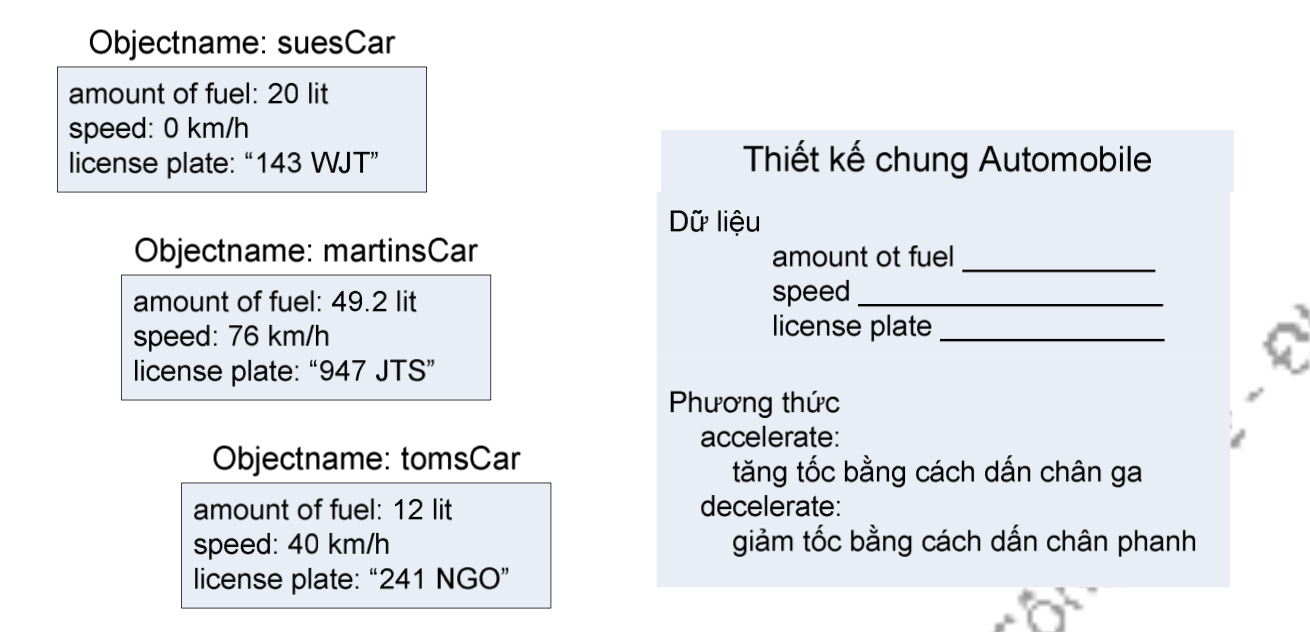 Objectname: suesCar
amount of fuel: 20 lit
speed: 0 km/h
license plate: “143 WJT”
Objectname: martinsCar
amount of fuel: 49.2 lit
speed: 76 km/h
license plate: “947 JTS”
Objectname: tomsCar
amount of fuel: 12 lit
speed: 40 km/h
license plate: “241 NGO”
Thiết kế chung Automobile
Dữ liệu
amount ot fuel
speed
license plate
Phương thức
accelerate:
tăng tốc bằng cách dấn chân ga
decelerate:
giảm tốc bằng cách dấn chân phanh